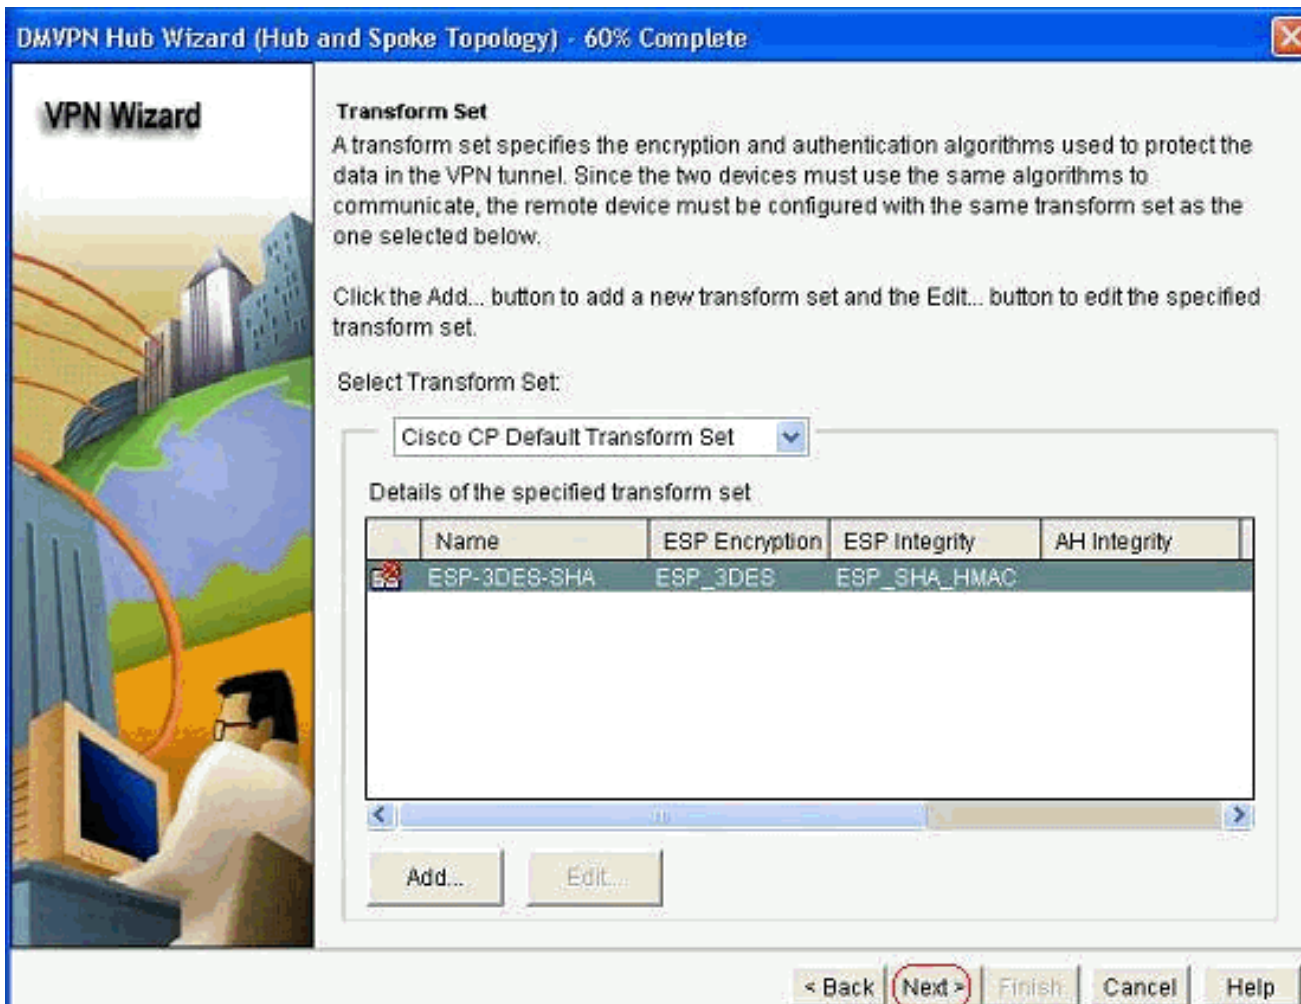 DMVPN Hub Wizard (Hub and Spoke Topology) - 60% Complete
VPN Wizard
Transform Set
A transform set specifies the encryption and authentication algorithms used to protect the
data in the VPN tunnel. Since the two devices must use the same algorithms to
communicate, the remote device must be configured with the same transform set as the
one selected below.
Click the Add... button to add a new transform set and the Edit... button to edit the specified
transform set.
Select Transform Set:
Cisco CP Default Transform Set
Details of the specified transform set
Name ESP Encryption ESP Integrity AH Integrity
ESP-3DES-SHA ESP_3DES ESP_SHA_HMAC
Add... Edit...
< Back Next > Finish Cancel Help